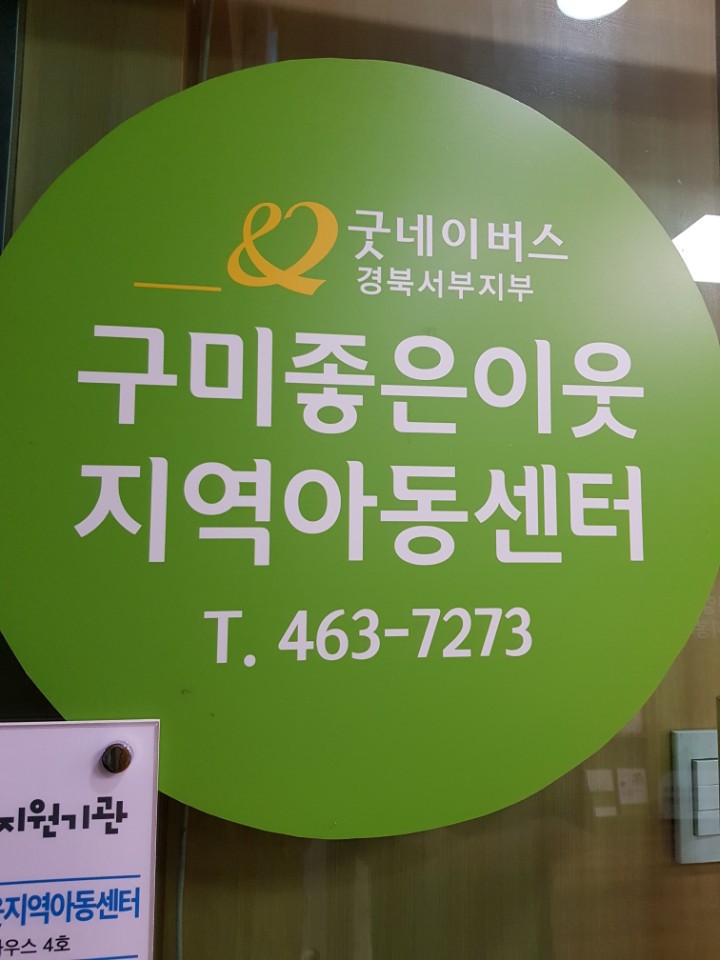 굿네이버스
경북서부지부
구미좋은이웃
지역아동센터
T. 463-7273
지원기관
지역아동센터
4호